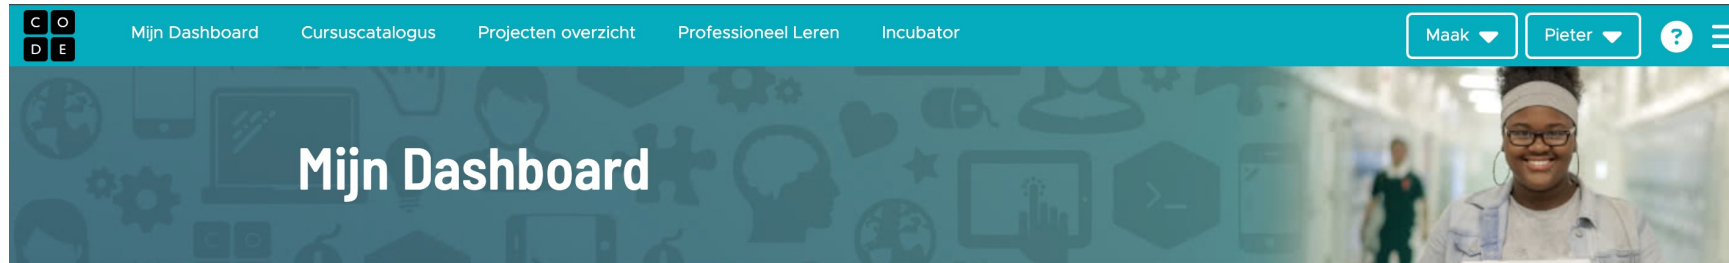 C O
D E
Mijn Dashboard Cursuscatalogus Projecten overzicht Professioneel Leren Incubator Maak Pieter ?
Mijn Dashboard
C O
>_